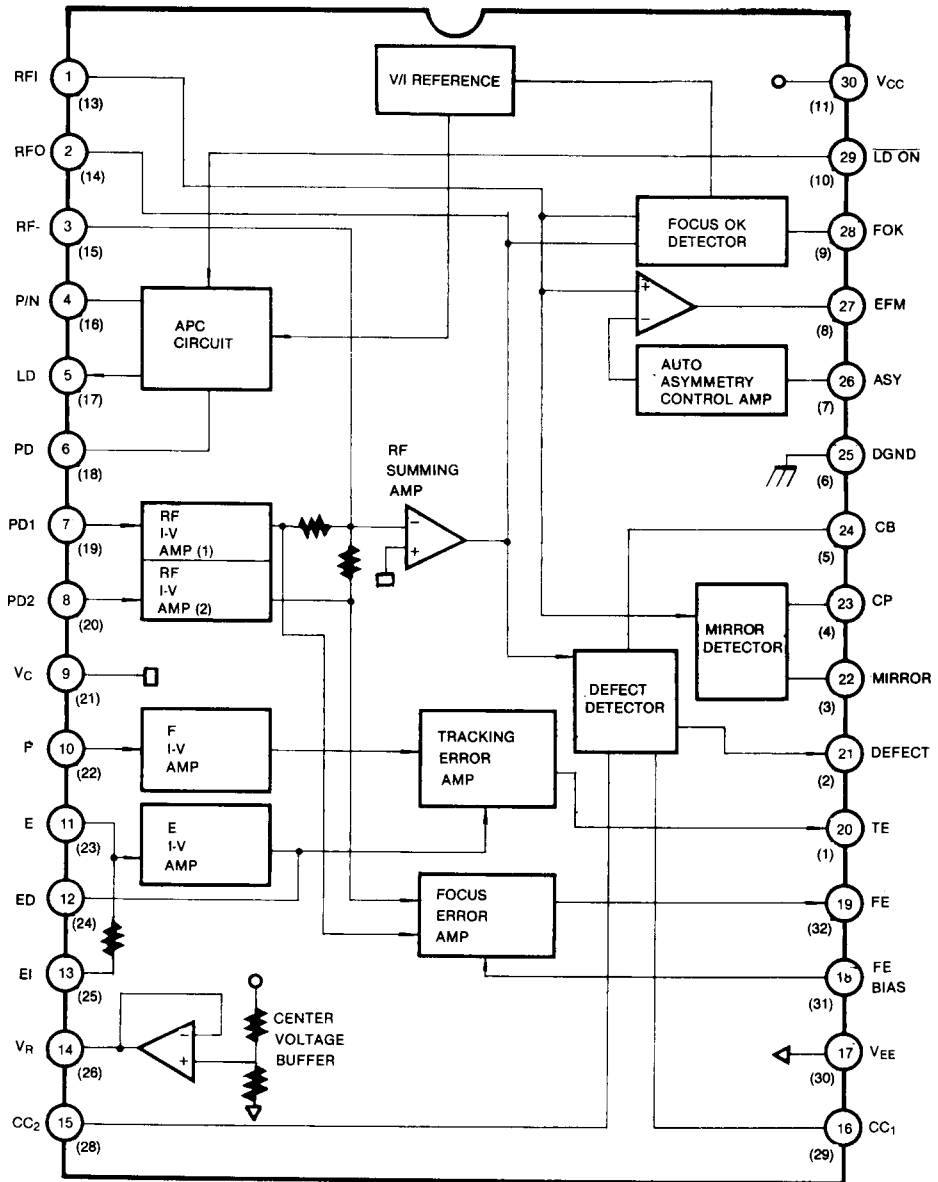 RFI 1 (13)
RFO 2 (14)
RF- 3 (15)
P/N 4 (16)
LD 5 (17)
PD 6 (18)
PD1 7 (19)
PD2 8 (20)
VC 9 (21)
P 10 (22)
E 11 (23)
ED 12 (24)
EI 13 (25)
VR 14 (26)
CC2 15 (28)
V/I REFERENCE
APC
CIRCUIT
RF
I-V
AMP (1)
RF
I-V
AMP (2)
RF
SUMMING
AMP
-
+
F
I-V
AMP
E
I-V
AMP
TRACKING
ERROR
AMP
FOCUS
ERROR
AMP
-
+
CENTER
VOLTAGE
BUFFER
FOCUS OK
DETECTOR
+
-
AUTO
ASYMMETRY
CONTROL AMP
MIRROR
DETECTOR
DEFECT
DETECTOR
30 VCC (11)
29 LD ON (10)
28 FOK (9)
27 EFM (8)
26 ASY (7)
25 DGND (6)
24 CB (5)
23 CP (4)
22 MIRROR (3)
21 DEFECT (2)
20 TE (1)
19 FE (32)
18 FE BIAS (31)
17 VEE (30)
16 CC1 (29)